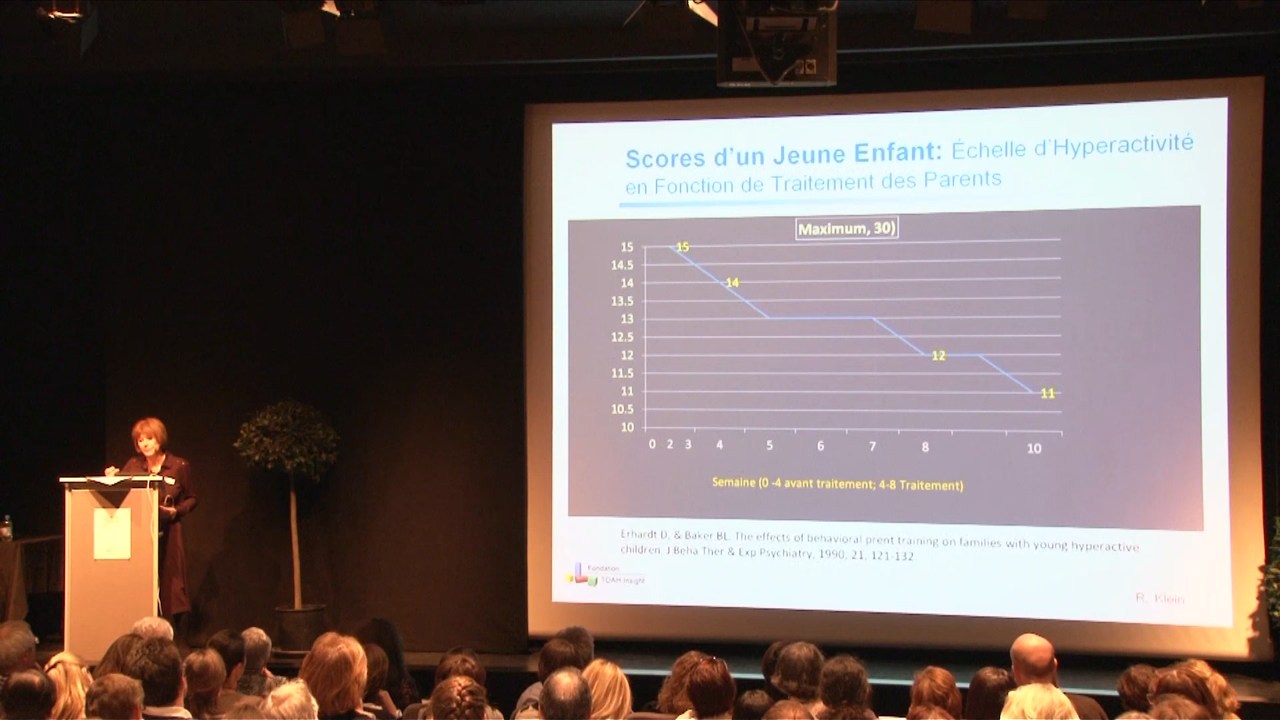 Scores d'un Jeune Enfant: Échelle d'Hyperactivité
en Fonction de Traitement des Parents
Maximum, 30)
15
14.5
14
13.5
13
12.5
12
11.5
11
10.5
10
15
14
12
11
0 2 3 4 5 6 7 8 10
Semaine (0 -4 avant traitement; 4-8 Traitement)
Erhardt D, & Baker BL. The effects of behavioral prent training on families with young hyperactive
children. J Beha Ther & Exp Psychiatry, 1990, 21, 121-132.
Fondation
TDAH Insight
R. Klein